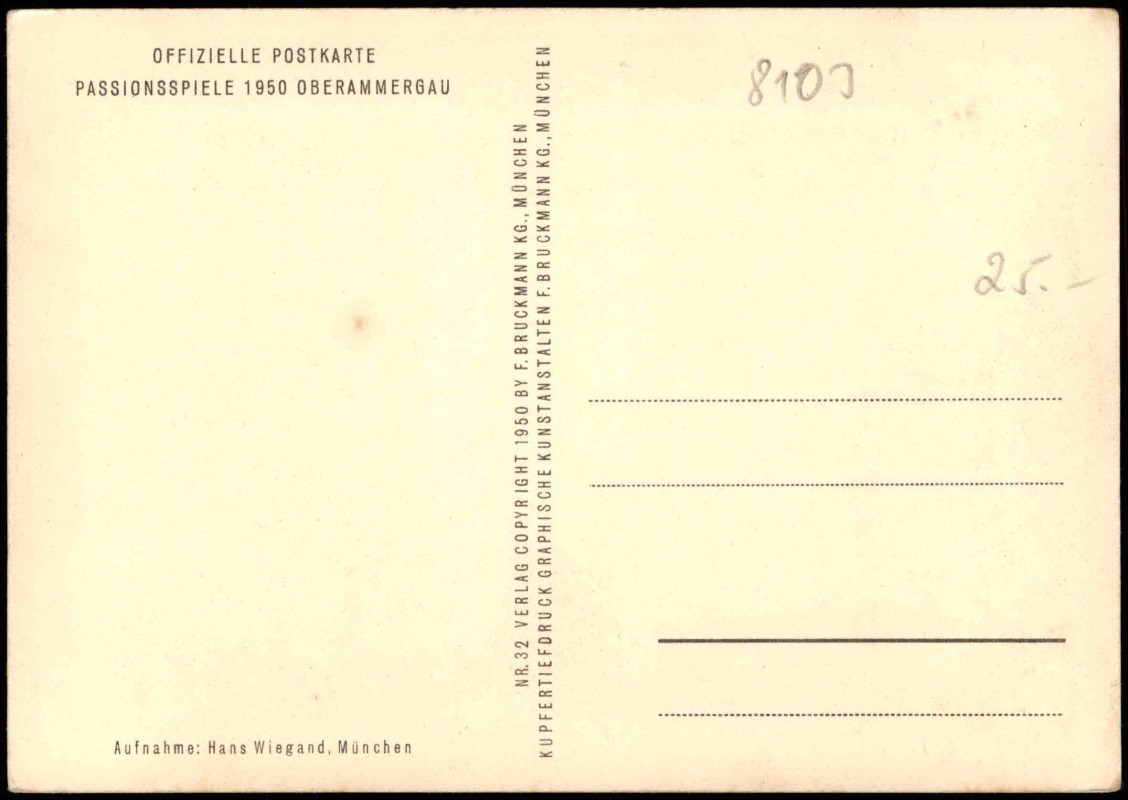 OFFIZIELLE POSTKARTE
PASSIONSSPIELE 1950 OBERAMMERGAU
Aufnahme: Hans Wiegand, München
NR. 32 VERLAG COPYRIGHT 1950 BY F. BRUCKMANN KG., MÜNCHEN
KUPFERTIEFDRUCK GRAPHISCHE KUNSTANSTALTEN F. BRUCKMANN KG., MÜNCHEN
8103
25.-